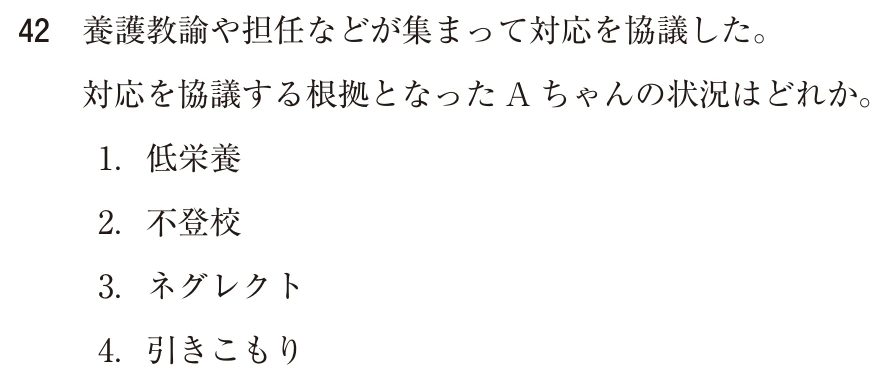 42 養護教諭や担任などが集まって対応を協議した。
対応を協議する根拠となった A ちゃんの状況はどれか。
1. 低栄養
2. 不登校
3. ネグレクト
4. 引きこもり